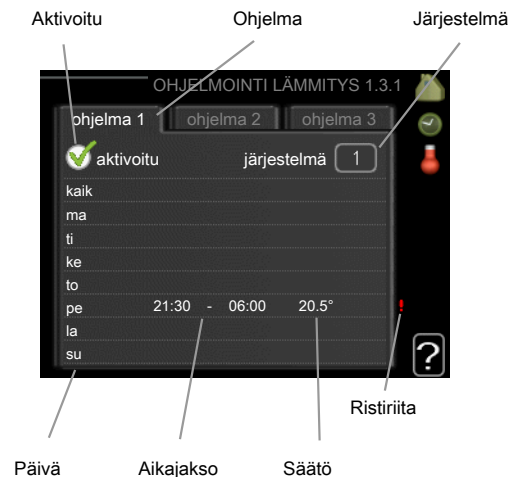 Aktivoitu Ohjelma Järjestelmä
OHJELMOINTI LÄMMITYS 1.3.1
ohjelma 1 ohjelma 2 ohjelma 3
aktivoitu järjestelmä 1
kaik
ma
ti
ke
to
pe 21:30 - 06:00 20.5° !
la
su
?
Ristiriita
Päivä Aikajakso Säätö